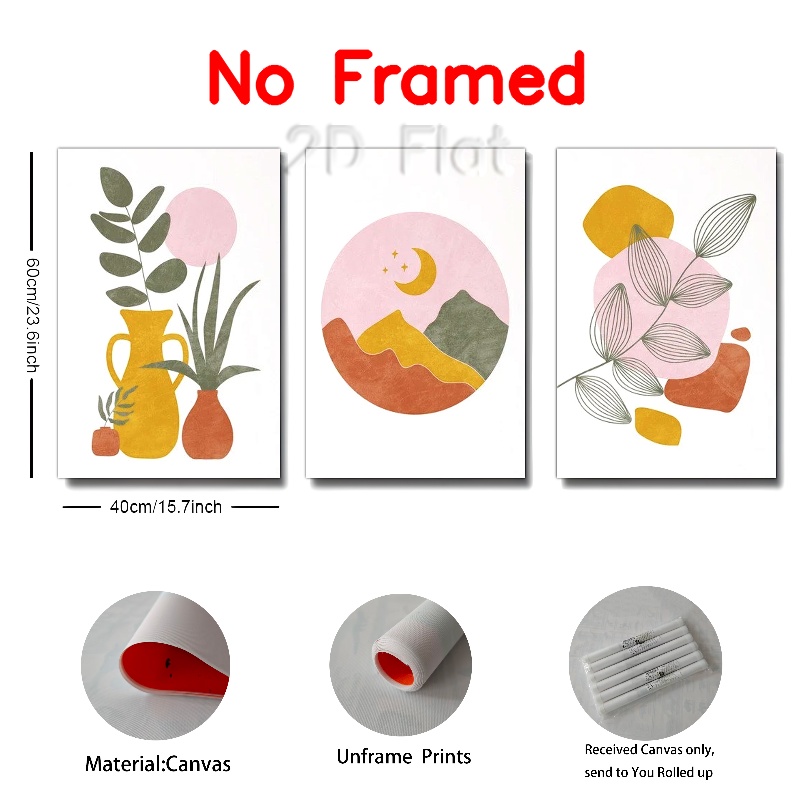 No Framed
2D Flat
60cm/23.6inch
40cm/15.7inch
Material:Canvas
Unframe Prints
Received Canvas only,
send to You Rolled up